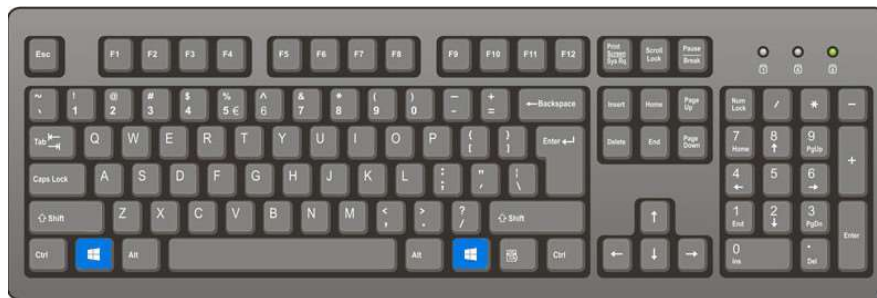 Esc F1 F2 F3 F4 F5 F6 F7 F8 F9 F10 F11 F12 Print Screen Sys Rq Scroll Lock Pause Break
~ ` ! 1 @ 2 # 3 $ 4 % 5 € ^ 6 & 7 * 8 ( 9 ) 0 — - + = ←Backspace Insert Home Page Up Num Lock / * −
Tab Q W E R T Y U I O P { [ } ] Enter ↵ Delete End Page Down 7 Home 8 ↑ 9 PgUp +
Caps Lock A S D F G H J K L : ; " ' | \ 4 ← 5 6 →
⇧ Shift Z X C V B N M < , > . ? / ⇧ Shift ↑ 1 End 2 ↓ 3 PgDn Enter
Ctrl Alt Alt Ctrl ← ↓ → 0 Ins . Del